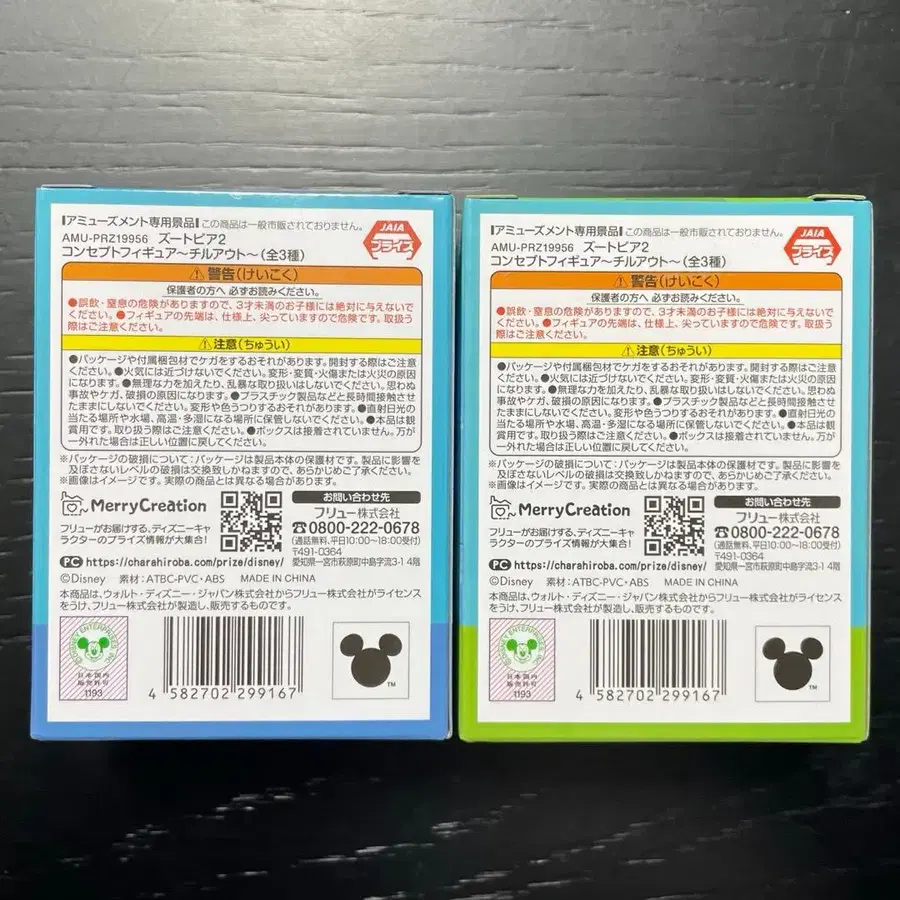 アミューズメント専用景品 この商品は一般市販されておりません。
AMU-PRZ19956 ズートピア2
コンセプトフィギュア〜チルアウト〜(全3種)
JAIA
プライズ
⚠警告(けいこく)
保護者の方へ 必ずお読みください。
●誤飲・窒息の危険がありますので、3才未満のお子様には絶対に与えないで
ください。●フィギュアの先端は、仕様上、尖っていますので危険です。取扱う
際はご注意ください。
⚠注意(ちゅうい)
●パッケージや付属梱包材でケガをするおそれがあります。開封する際はご注意
ください。●火気には近づけないでください。変形・変質・火傷または火災の原因
になります。●無理な力を加えたり、乱暴な取り扱いはしないでください。思わぬ
事故やケガ、破損の原因になります。●プラスチック製品などと長時間接触させ
たままにしないでください。変形や色うつりするおそれがあります。●直射日光の
当たる場所や水場、高温・多湿になる場所に保管しないでください。●本品は観
賞用です。取り扱う際ご注意ください。●ボックスは接着されていません。万が
一外れた場合は正しい位置に戻してください。
※パッケージの破損について:パッケージは製品本体の保護材です。製品に影響を
及ぼさないレベルの破損は交換致しかねますので、あらかじめご了承ください。
※画像はイメージです。実際の商品とは異なる場合があります。
MerryCreation
フリューがお届けする、ディズニーキャ
ラクターのプライズ情報が大集合!
お問い合わせ先
フリュー株式会社
☎0800-222-0678
(通話無料、平日10:00〜18:00受付)
〒491-0364
愛知県一宮市萩原町中島字流3-1 4階
PC https://charahiroba.com/prize/disney/
©Disney 素材:ATBC-PVC・ABS MADE IN CHINA
本商品は、ウォルト・ディズニー・ジャパン株式会社からフリュー株式会社がライセンス
をうけ、フリュー株式会社が製造し、販売するものです。
©DISNEY ENTERPRISES, INC.
日本国内
販売許可
1193
4 582702 299167
TM
アミューズメント専用景品 この商品は一般市販されておりません。
AMU-PRZ19956 ズートピア2
コンセプトフィギュア〜チルアウト〜(全3種)
JAIA
プライズ
⚠警告(けいこく)
保護者の方へ 必ずお読みください。
●誤飲・窒息の危険がありますので、3才未満のお子様には絶対に与えないで
ください。●フィギュアの先端は、仕様上、尖っていますので危険です。取扱う
際はご注意ください。
⚠注意(ちゅうい)
●パッケージや付属梱包材でケガをするおそれがあります。開封する際はご注意
ください。●火気には近づけないでください。変形・変質・火傷または火災の原因
になります。●無理な力を加えたり、乱暴な取り扱いはしないでください。思わぬ
事故やケガ、破損の原因になります。●プラスチック製品などと長時間接触させ
たままにしないでください。変形や色うつりするおそれがあります。●直射日光の
当たる場所や水場、高温・多湿になる場所に保管しないでください。●本品は観
賞用です。取り扱う際ご注意ください。●ボックスは接着されていません。万が
一外れた場合は正しい位置に戻してください。
※パッケージの破損について:パッケージは製品本体の保護材です。製品に影響を
及ぼさないレベルの破損は交換致しかねますので、あらかじめご了承ください。
※画像はイメージです。実際の商品とは異なる場合があります。
MerryCreation
フリューがお届けする、ディズニーキャ
ラクターのプライズ情報が大集合!
お問い合わせ先
フリュー株式会社
☎0800-222-0678
(通話無料、平日10:00〜18:00受付)
〒491-0364
愛知県一宮市萩原町中島字流3-1 4階
PC https://charahiroba.com/prize/disney/
©Disney 素材:ATBC-PVC・ABS MADE IN CHINA
本商品は、ウォルト・ディズニー・ジャパン株式会社からフリュー株式会社がライセンス
をうけ、フリュー株式会社が製造し、販売するものです。
©DISNEY ENTERPRISES, INC.
日本国内
販売許可
1193
4 582702 299167
TM